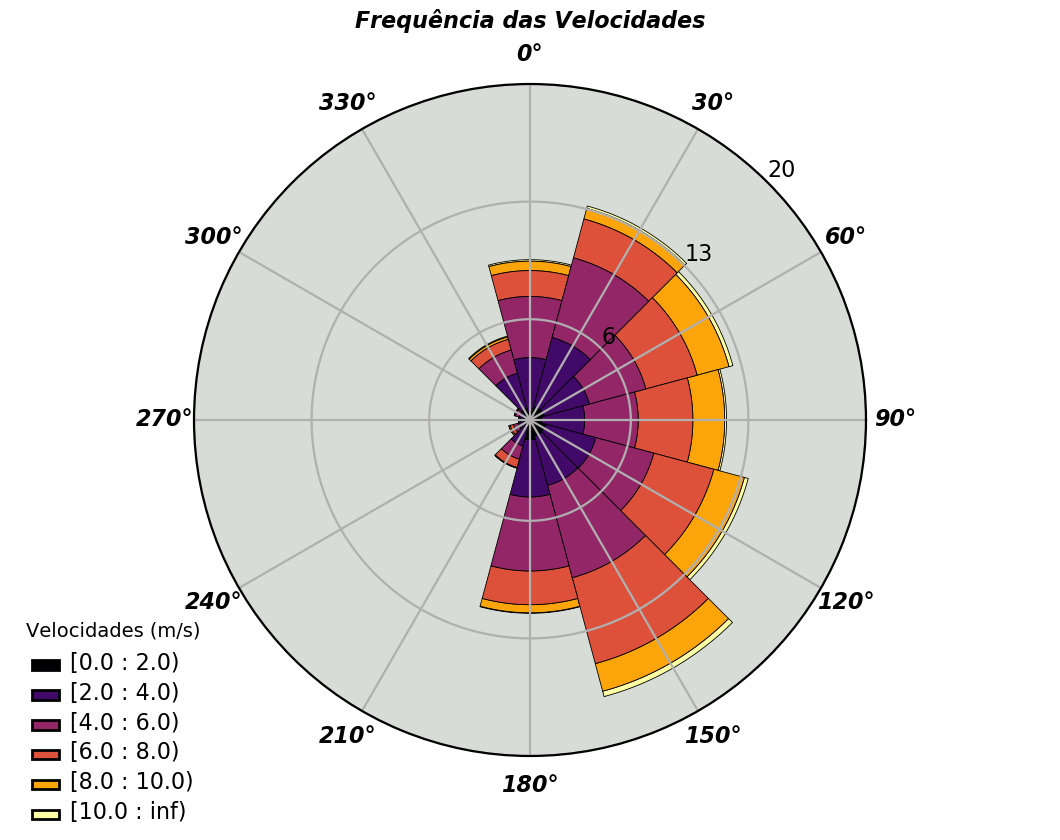 Frequência das Velocidades
0°
330°
30°
20
300°
60°
13
6
270°
90°
240°
120°
210°
150°
180°
Velocidades (m/s)
[0.0 : 2.0)
[2.0 : 4.0)
[4.0 : 6.0)
[6.0 : 8.0)
[8.0 : 10.0)
[10.0 : inf)